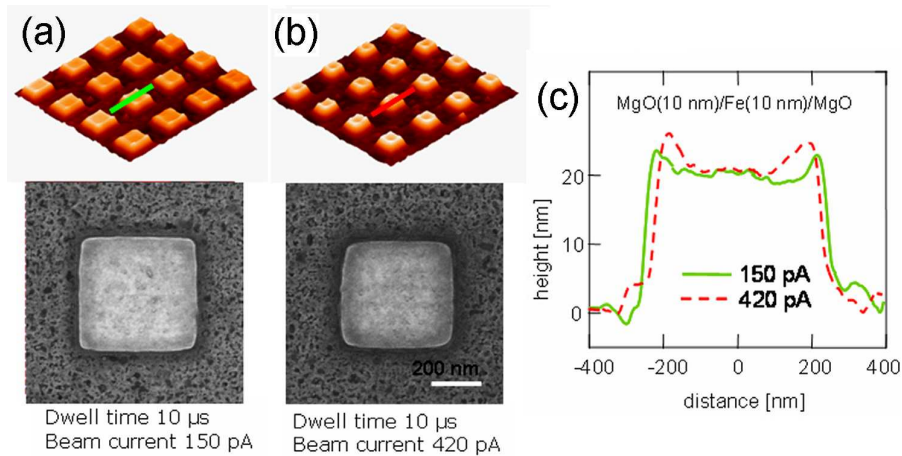 (a)
(b)
(c)
Dwell time 10 µs
Beam current 150 pA
200 nm
Dwell time 10 µs
Beam current 420 pA
MgO(10 nm)/Fe(10 nm)/MgO
height [nm]
20
10
0
150 pA
420 pA
-400
-200
0
200
400
distance [nm]